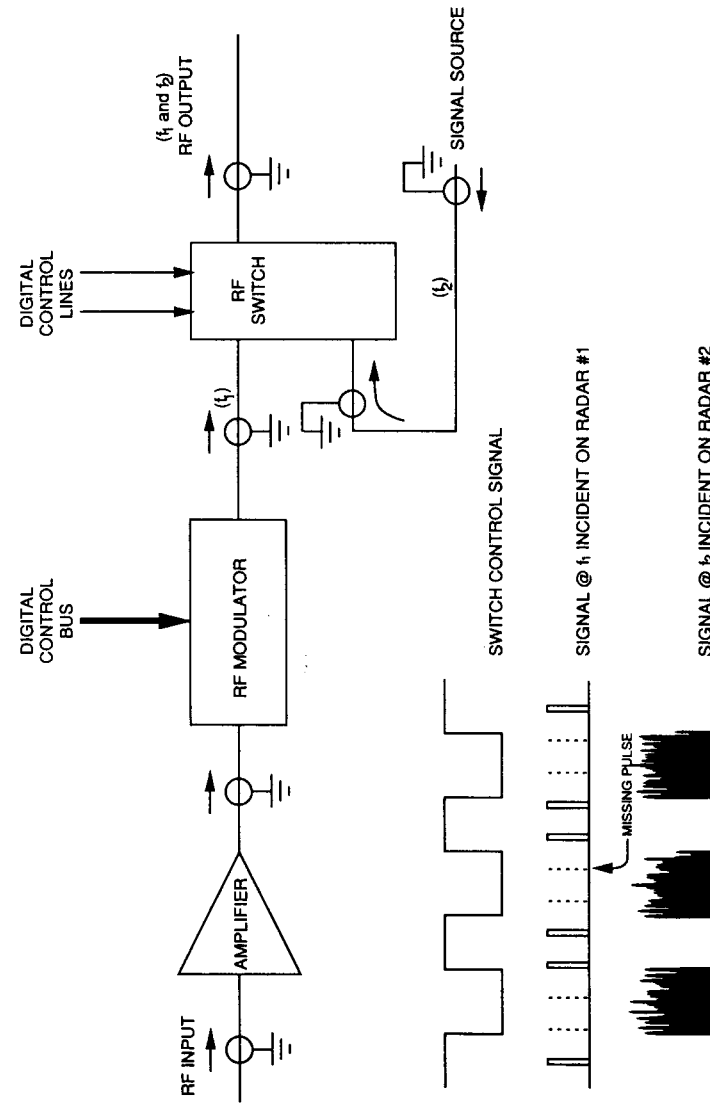 DIGITAL
CONTROL
BUS
DIGITAL
CONTROL
LINES
RF INPUT
AMPLIFIER
RF MODULATOR
(f₁)
RF
SWITCH
(f₁ and f₂)
RF OUTPUT
(f₂)
SIGNAL SOURCE
SWITCH CONTROL SIGNAL
SIGNAL @ f₁ INCIDENT ON RADAR #1
MISSING PULSE
SIGNAL @ f₂ INCIDENT ON RADAR #2